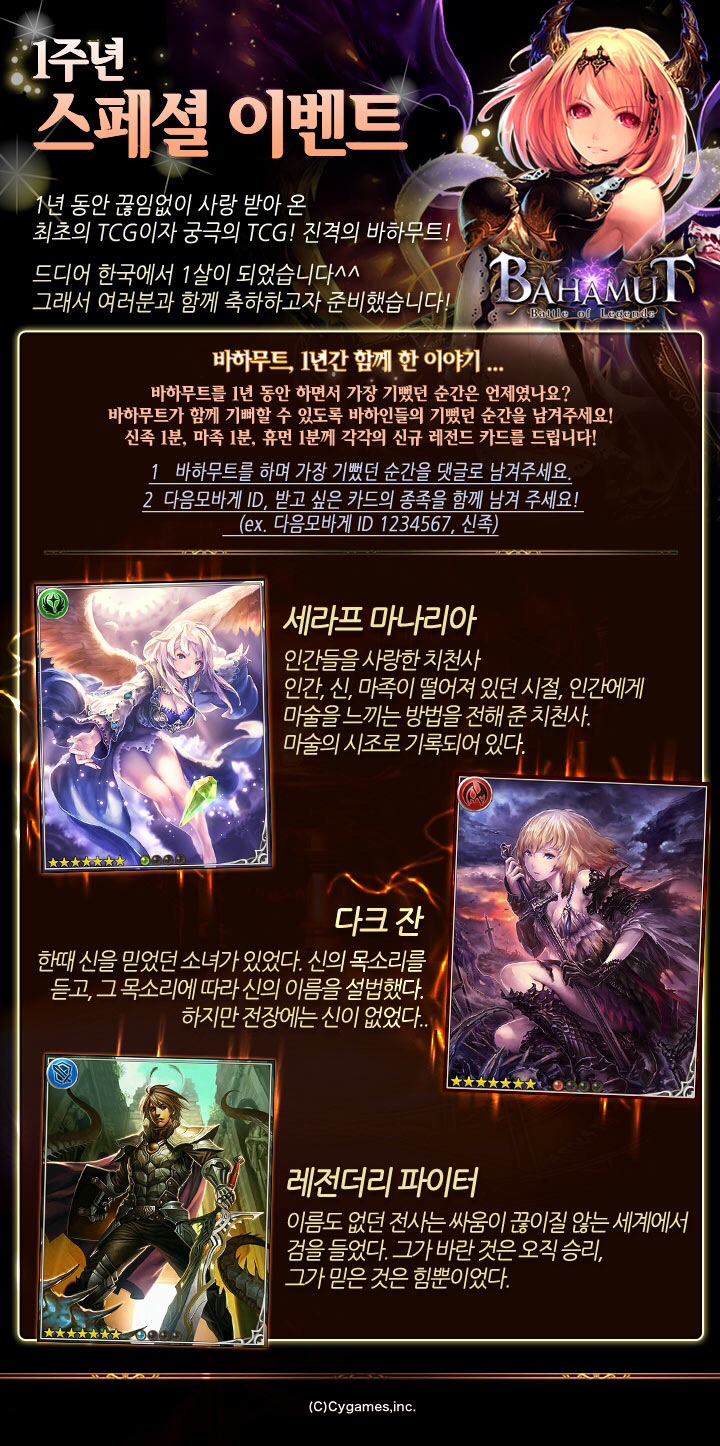 1주년
스페셜 이벤트
1년 동안 끊임없이 사랑 받아 온
최초의 TCG이자 궁극의 TCG! 진격의 바하무트!
드디어 한국에서 1살이 되었습니다^^
그래서 여러분과 함께 축하하고자 준비했습니다!
BAHAMUT
Battle of Legends
바하무트, 1년간 함께 한 이야기 ...
바하무트를 1년 동안 하면서 가장 기뻤던 순간은 언제였나요?
바하무트가 함께 기뻐할 수 있도록 바하인들의 기뻤던 순간을 남겨주세요!
신족 1분, 마족 1분, 휴먼 1분께 각각의 신규 레전드 카드를 드립니다!
1 바하무트를 하며 가장 기뻤던 순간을 댓글로 남겨주세요.
2 다음모바게 ID, 받고 싶은 카드의 종족을 함께 남겨 주세요!
(ex. 다음모바게 ID 1234567, 신족)
세라프 마나리아
인간들을 사랑한 치천사
인간, 신, 마족이 떨어져 있던 시절, 인간에게
마술을 느끼는 방법을 전해 준 치천사.
마술의 시조로 기록되어 있다.
다크 잔
한때 신을 믿었던 소녀가 있었다. 신의 목소리를
듣고, 그 목소리에 따라 신의 이름을 설법했다.
하지만 전장에는 신이 없었다..
레전더리 파이터
이름도 없던 전사는 싸움이 끊이질 않는 세계에서
검을 들었다. 그가 바란 것은 오직 승리,
그가 믿은 것은 힘뿐이었다.
(C)Cygames,inc.